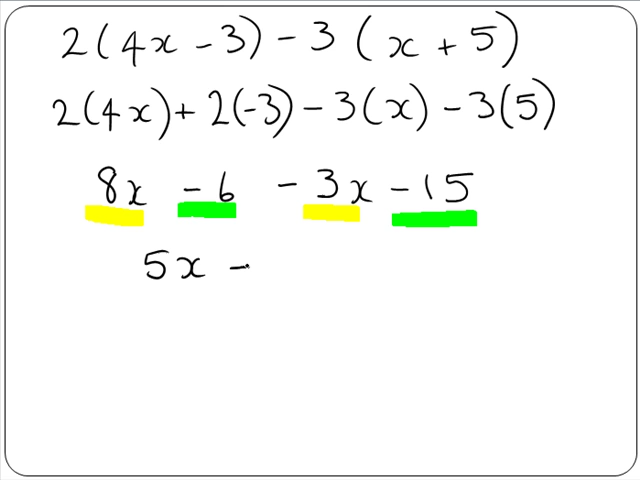 2(4x - 3) - 3(x + 5)
2(4x) + 2(-3) - 3(x) - 3(5)
8x - 6 - 3x - 15
5x -